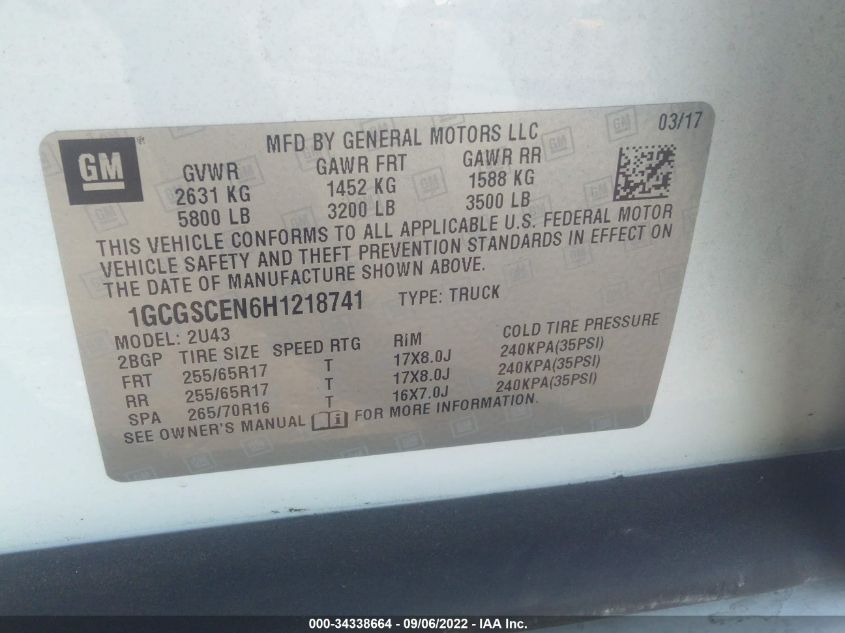 GM
MFD BY GENERAL MOTORS LLC
03/17
GVWR GAWR FRT GAWR RR
2631 KG 1452 KG 1588 KG
5800 LB 3200 LB 3500 LB
THIS VEHICLE CONFORMS TO ALL APPLICABLE U.S. FEDERAL MOTOR
VEHICLE SAFETY AND THEFT PREVENTION STANDARDS IN EFFECT ON
THE DATE OF MANUFACTURE SHOWN ABOVE.
1GCGSCEN6H1218741 TYPE: TRUCK
MODEL: 2U43
2BGP TIRE SIZE SPEED RTG RiM COLD TIRE PRESSURE
FRT 255/65R17 T 17X8.0J 240KPA(35PSI)
RR 255/65R17 T 17X8.0J 240KPA(35PSI)
SPA 265/70R16 T 16X7.0J 240KPA(35PSI)
SEE OWNER'S MANUAL FOR MORE INFORMATION.
000-34338664 - 09/06/2022 - IAA Inc.